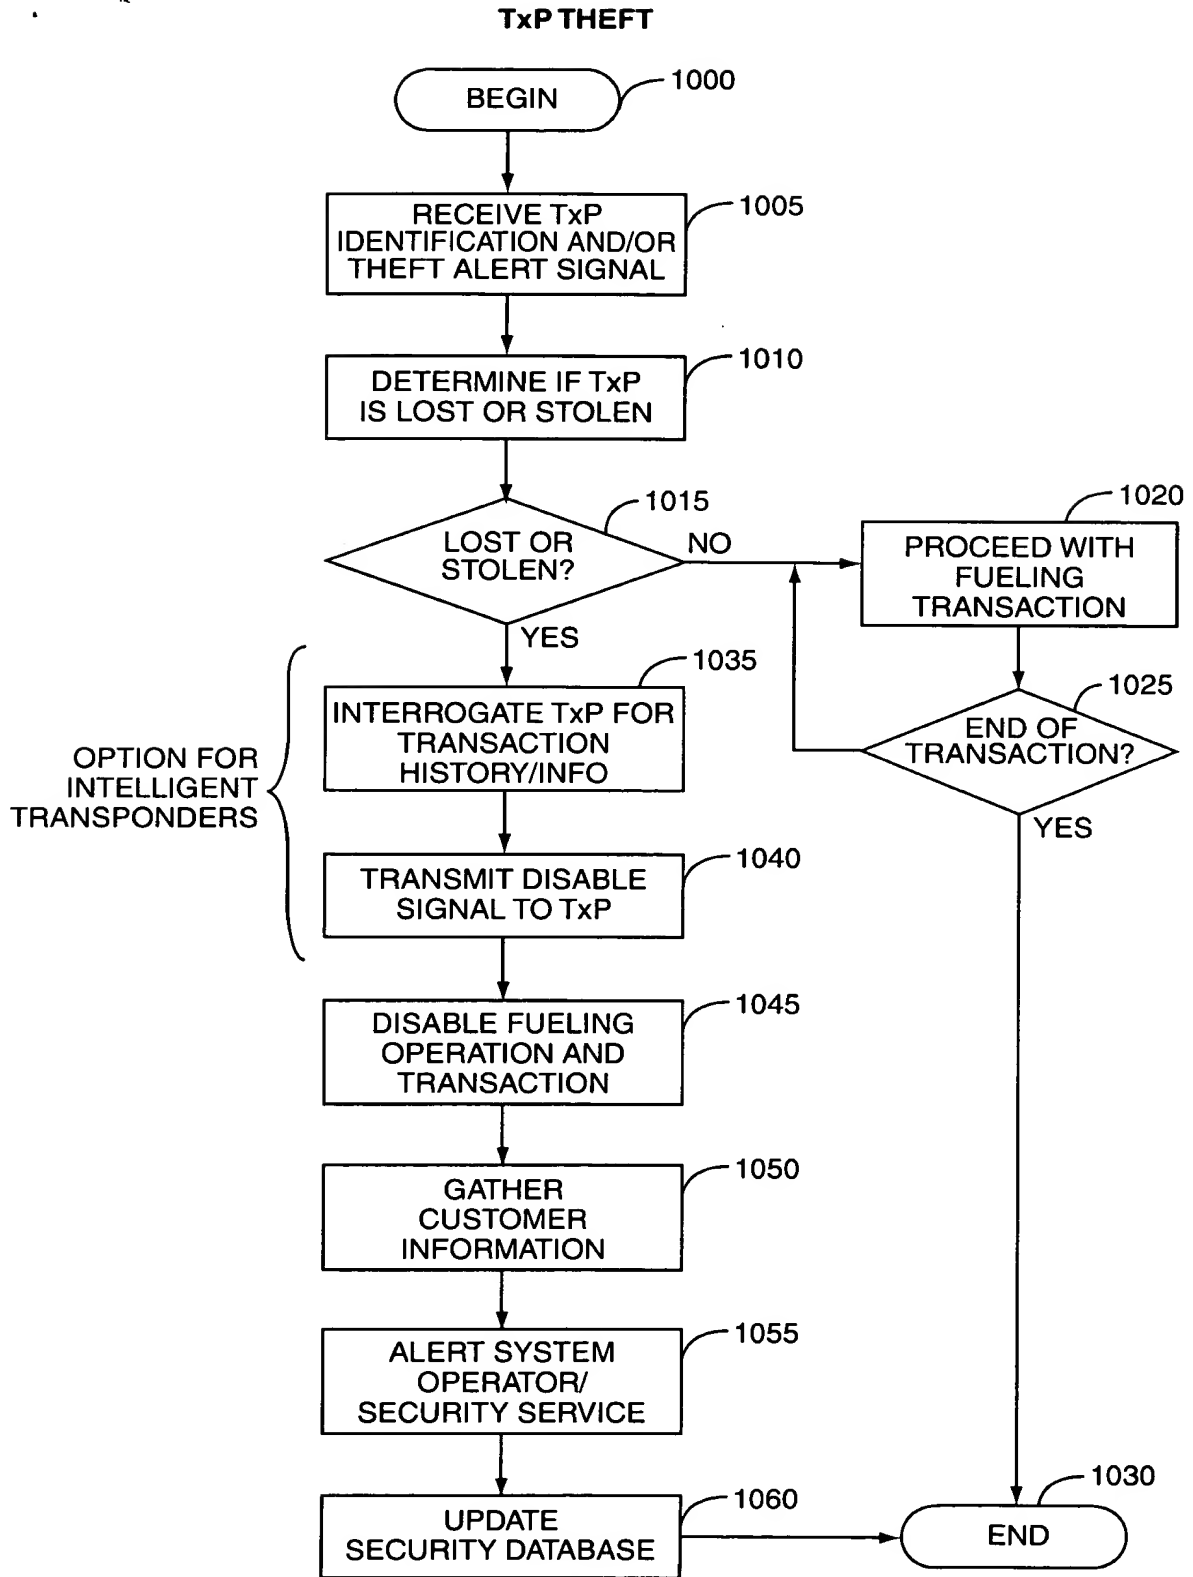 TxP THEFT
BEGIN
1000
RECEIVE TxP
IDENTIFICATION AND/OR
THEFT ALERT SIGNAL
1005
DETERMINE IF TxP
IS LOST OR STOLEN
1010
LOST OR
STOLEN?
1015
NO
YES
PROCEED WITH
FUELING
TRANSACTION
1020
END OF
TRANSACTION?
1025
YES
OPTION FOR
INTELLIGENT
TRANSPONDERS
INTERROGATE TxP FOR
TRANSACTION
HISTORY/INFO
1035
TRANSMIT DISABLE
SIGNAL TO TxP
1040
DISABLE FUELING
OPERATION AND
TRANSACTION
1045
GATHER
CUSTOMER
INFORMATION
1050
ALERT SYSTEM
OPERATOR/
SECURITY SERVICE
1055
UPDATE
SECURITY DATABASE
1060
END
1030